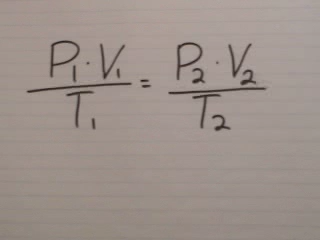 P₁·V₁/T₁ = P₂·V₂/T₂